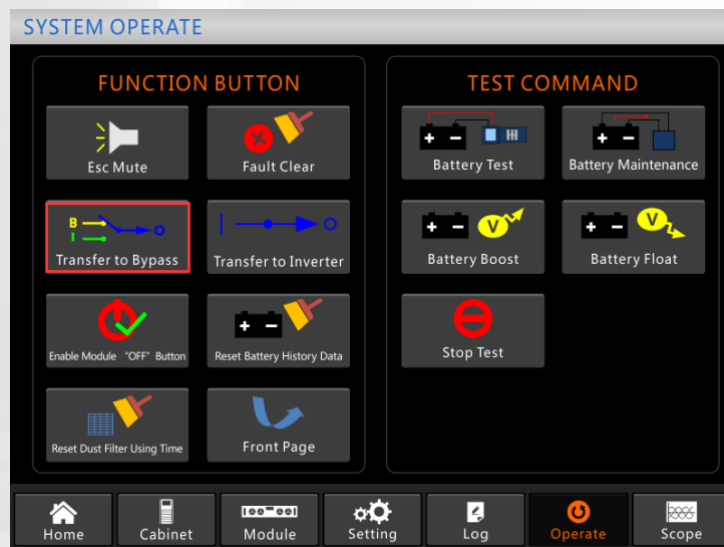 SYSTEM OPERATE
FUNCTION BUTTON
Esc Mute
Fault Clear
B
I
Transfer to Bypass
Transfer to Inverter
Enable Module "OFF" Button
Reset Battery History Data
Reset Dust Filter Using Time
Front Page
TEST COMMAND
Battery Test
Battery Maintenance
V
Battery Boost
V
Battery Float
Stop Test
Home
Cabinet
Module
Setting
Log
Operate
Scope